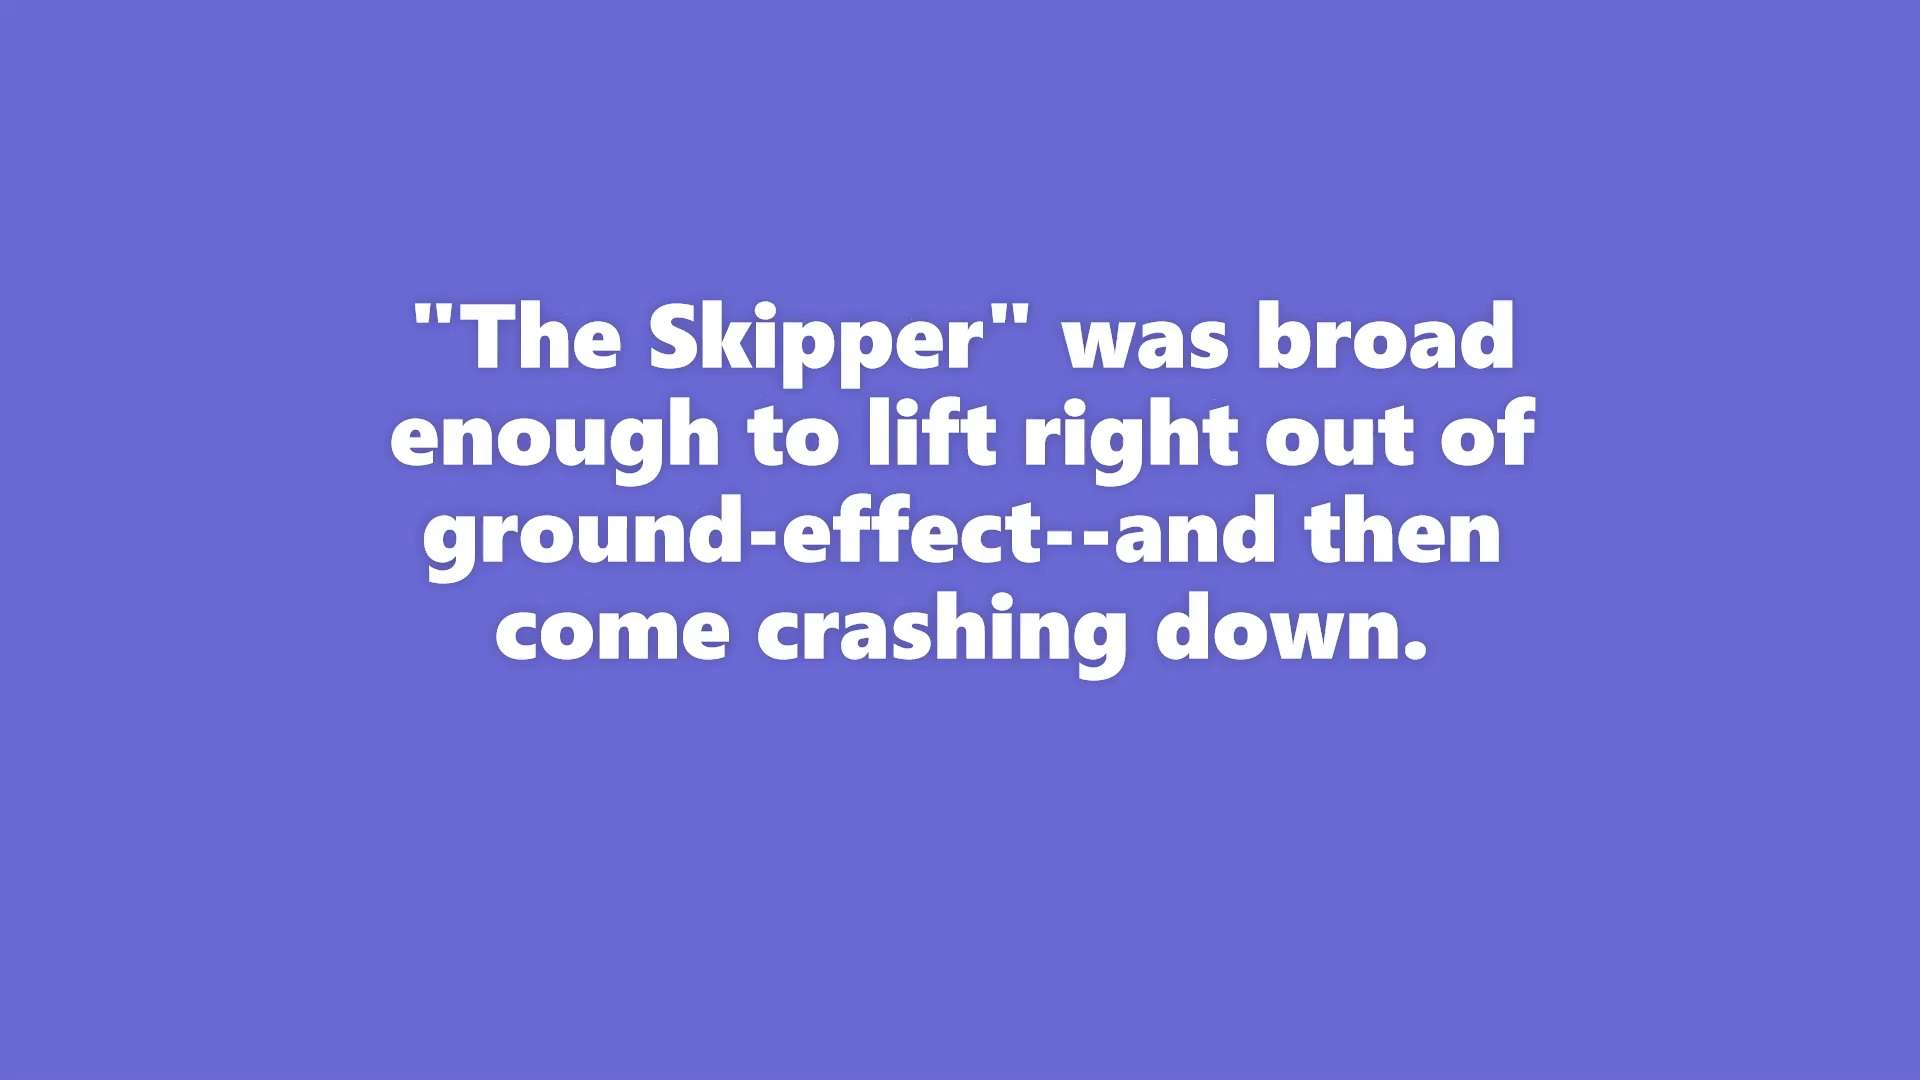 "The Skipper" was broad
enough to lift right out of
ground-effect--and then
come crashing down.